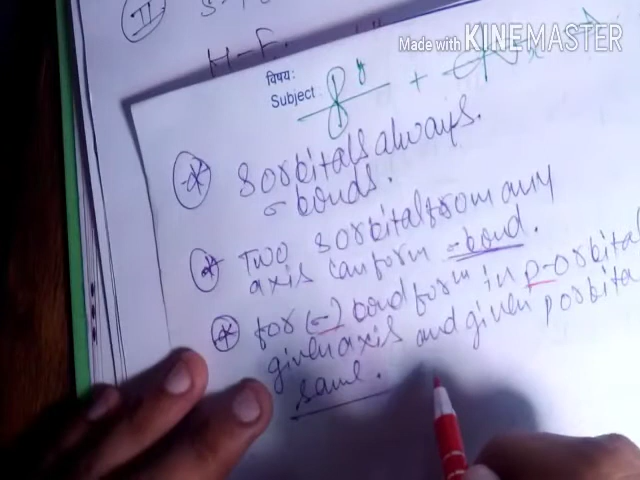 Made with KINEMASTER
II
H-F.
विषय:
Subject
y
+
x
* S orbitals always
σ bonds.
* Two s orbital from any
axis can form σ bond.
* for (σ) bond form in p-orbital
given axis and given p orbital
same.